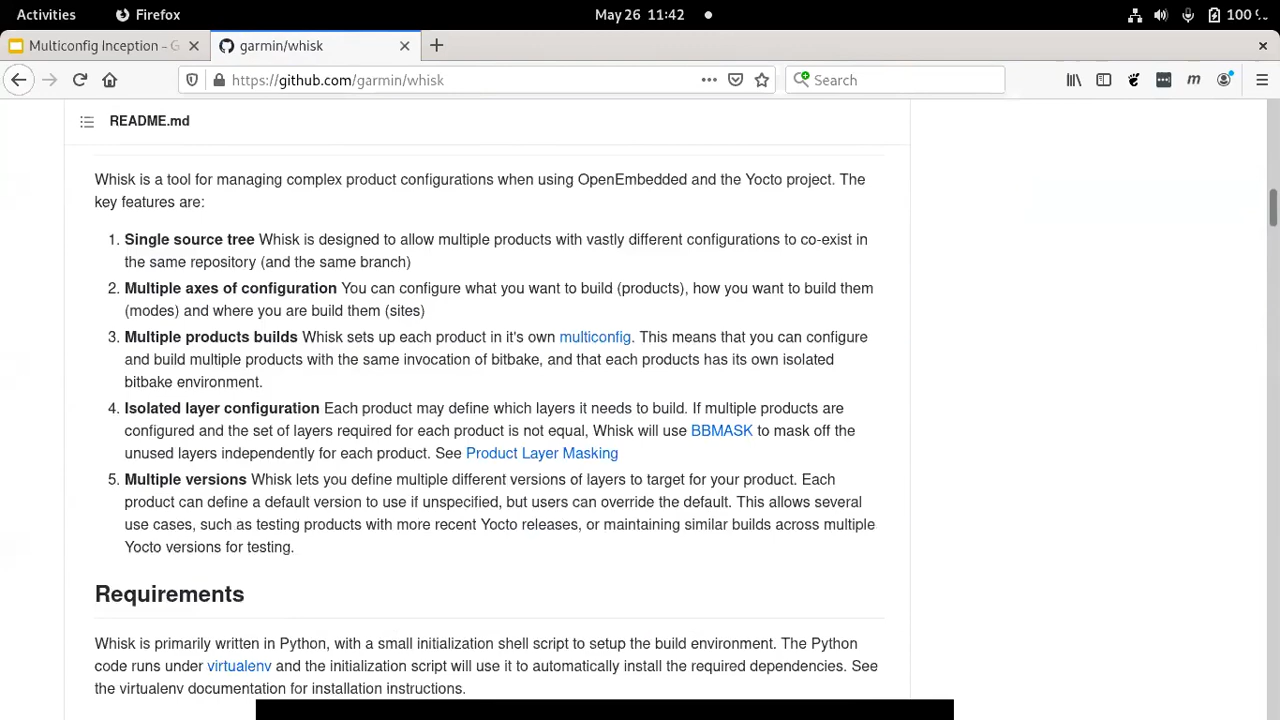 Activities
Firefox
May 26 11:42
100 %
Multiconfig Inception - G
garmin/whisk
https://github.com/garmin/whisk
Search
README.md
Whisk is a tool for managing complex product configurations when using OpenEmbedded and the Yocto project. The
key features are:
1. Single source tree Whisk is designed to allow multiple products with vastly different configurations to co-exist in
the same repository (and the same branch)
2. Multiple axes of configuration You can configure what you want to build (products), how you want to build them
(modes) and where you are build them (sites)
3. Multiple products builds Whisk sets up each product in it's own multiconfig. This means that you can configure
and build multiple products with the same invocation of bitbake, and that each products has its own isolated
bitbake environment.
4. Isolated layer configuration Each product may define which layers it needs to build. If multiple products are
configured and the set of layers required for each product is not equal, Whisk will use BBMASK to mask off the
unused layers independently for each product. See Product Layer Masking
5. Multiple versions Whisk lets you define multiple different versions of layers to target for your product. Each
product can define a default version to use if unspecified, but users can override the default. This allows several
use cases, such as testing products with more recent Yocto releases, or maintaining similar builds across multiple
Yocto versions for testing.
Requirements
Whisk is primarily written in Python, with a small initialization shell script to setup the build environment. The Python
code runs under virtualenv and the initialization script will use it to automatically install the required dependencies. See
the virtualenv documentation for installation instructions.